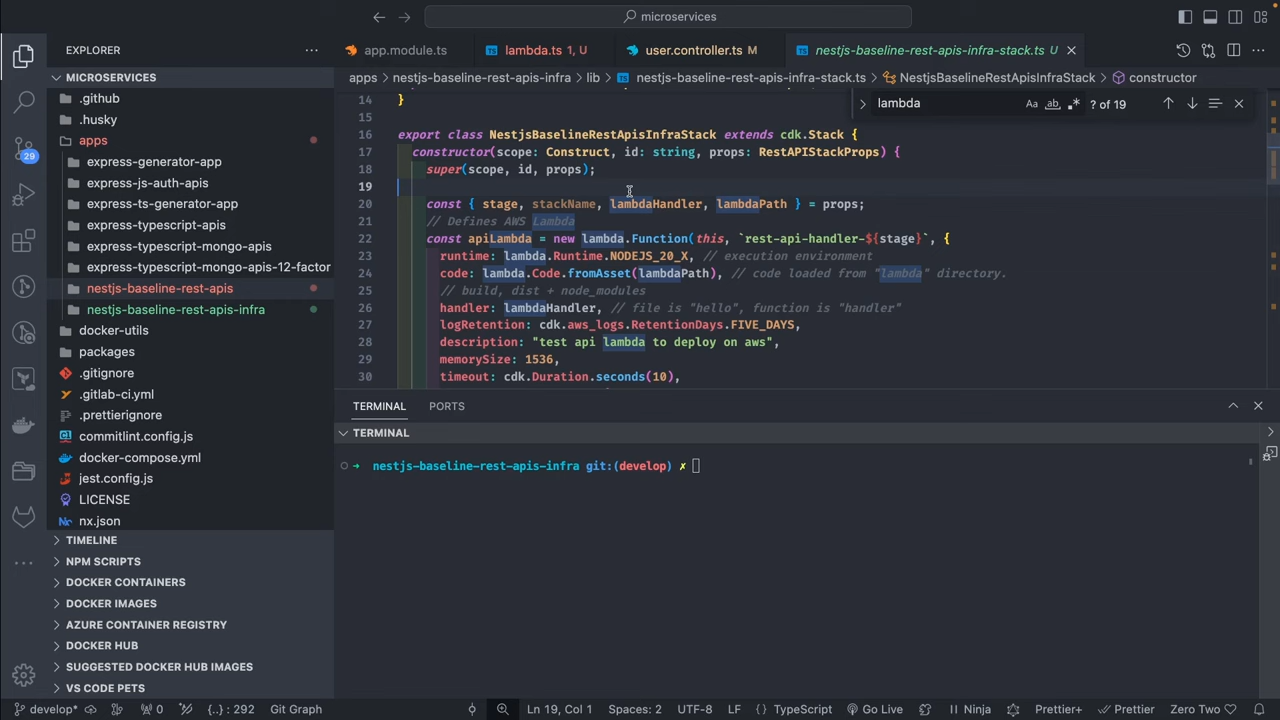 microservices
EXPLORER
app.module.ts
lambda.ts 1, U
user.controller.ts M
nestjs-baseline-rest-apis-infra-stack.ts U
MICROSERVICES
apps > nestjs-baseline-rest-apis-infra > lib > nestjs-baseline-rest-apis-infra-stack.ts > NestjsBaselineRestApisInfraStack > constructor
lambda
Aa ab .* ? of 19
.github
.husky
apps
express-generator-app
express-js-auth-apis
express-ts-generator-app
express-typescript-apis
express-typescript-mongo-apis
express-typescript-mongo-apis-12-factor
nestjs-baseline-rest-apis
nestjs-baseline-rest-apis-infra
docker-utils
packages
.gitignore
.gitlab-ci.yml
.prettierignore
commitlint.config.js
docker-compose.yml
jest.config.js
LICENSE
nx.json
TIMELINE
NPM SCRIPTS
DOCKER CONTAINERS
DOCKER IMAGES
AZURE CONTAINER REGISTRY
DOCKER HUB
SUGGESTED DOCKER HUB IMAGES
VS CODE PETS
29
14 }
15
16 export class NestjsBaselineRestApisInfraStack extends cdk.Stack {
17 constructor(scope: Construct, id: string, props: RestAPIStackProps) {
18 super(scope, id, props);
19
20 const { stage, stackName, lambdaHandler, lambdaPath } = props;
21 // Defines AWS Lambda
22 const apiLambda = new lambda.Function(this, `rest-api-handler-${stage}`, {
23 runtime: lambda.Runtime.NODEJS_20_X, // execution environment
24 code: lambda.Code.fromAsset(lambdaPath), // code loaded from "lambda" directory.
25 // build, dist + node_modules
26 handler: lambdaHandler, // file is "hello", function is "handler"
27 logRetention: cdk.aws_logs.RetentionDays.FIVE_DAYS,
28 description: "test api lambda to deploy on aws",
29 memorySize: 1536,
30 timeout: cdk.Duration.seconds(10),
TERMINAL
PORTS
TERMINAL
nestjs-baseline-rest-apis-infra git:(develop) ✗
develop*
0
{..} : 292
Git Graph
Ln 19, Col 1
Spaces: 2
UTF-8
LF
{} TypeScript
Go Live
Ninja
Prettier+
Prettier
Zero Two